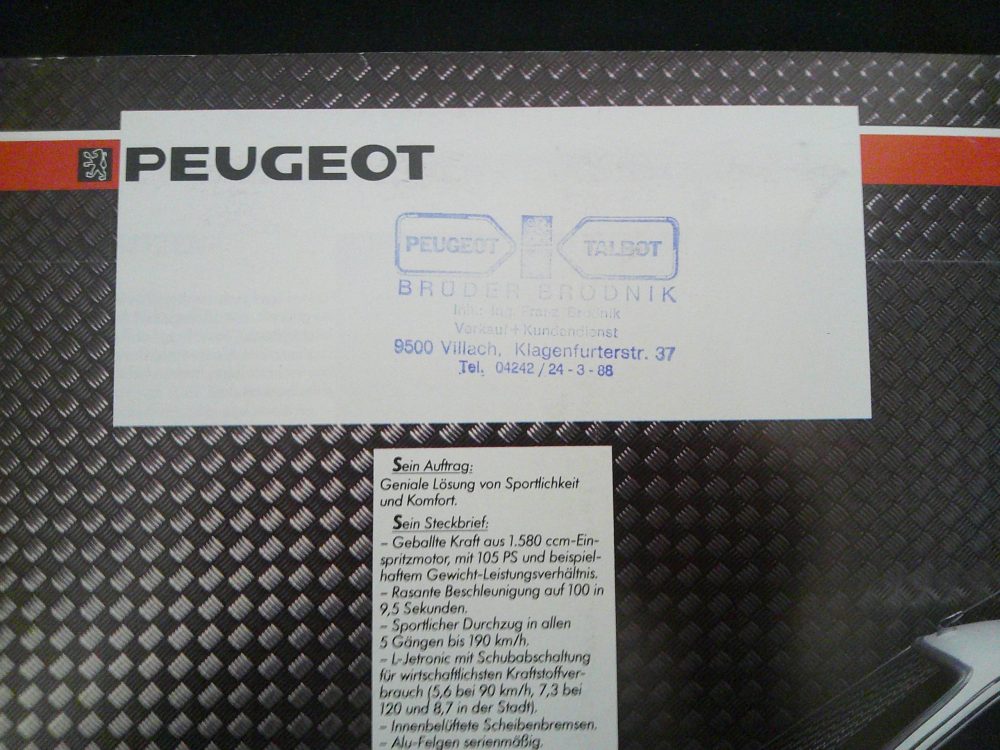 PEUGEOT
PEUGEOT TALBOT
BRÜDER BRODNIK
Inh.: Ing. Franz Brodnik
Verkauf + Kundendienst
9500 Villach, Klagenfurterstr. 37
Tel. 04242 / 24 - 3 - 88
Sein Auftrag:
Geniale Lösung von Sportlichkeit
und Komfort.
Sein Steckbrief:
– Geballte Kraft aus 1.580 ccm-Ein-
spritzmotor, mit 105 PS und beispiel-
haftem Gewicht-Leistungsverhältnis.
– Rasante Beschleunigung auf 100 in
9,5 Sekunden.
– Sportlicher Durchzug in allen
5 Gängen bis 190 km/h.
– L-Jetronic mit Schubabschaltung
für wirtschaftlichsten Kraftstoffver-
brauch (5,6 bei 90 km/h, 7,3 bei
120 und 8,7 in der Stadt).
– Innenbelüftete Scheibenbremsen.
– Alu-Felgen serienmäßig.